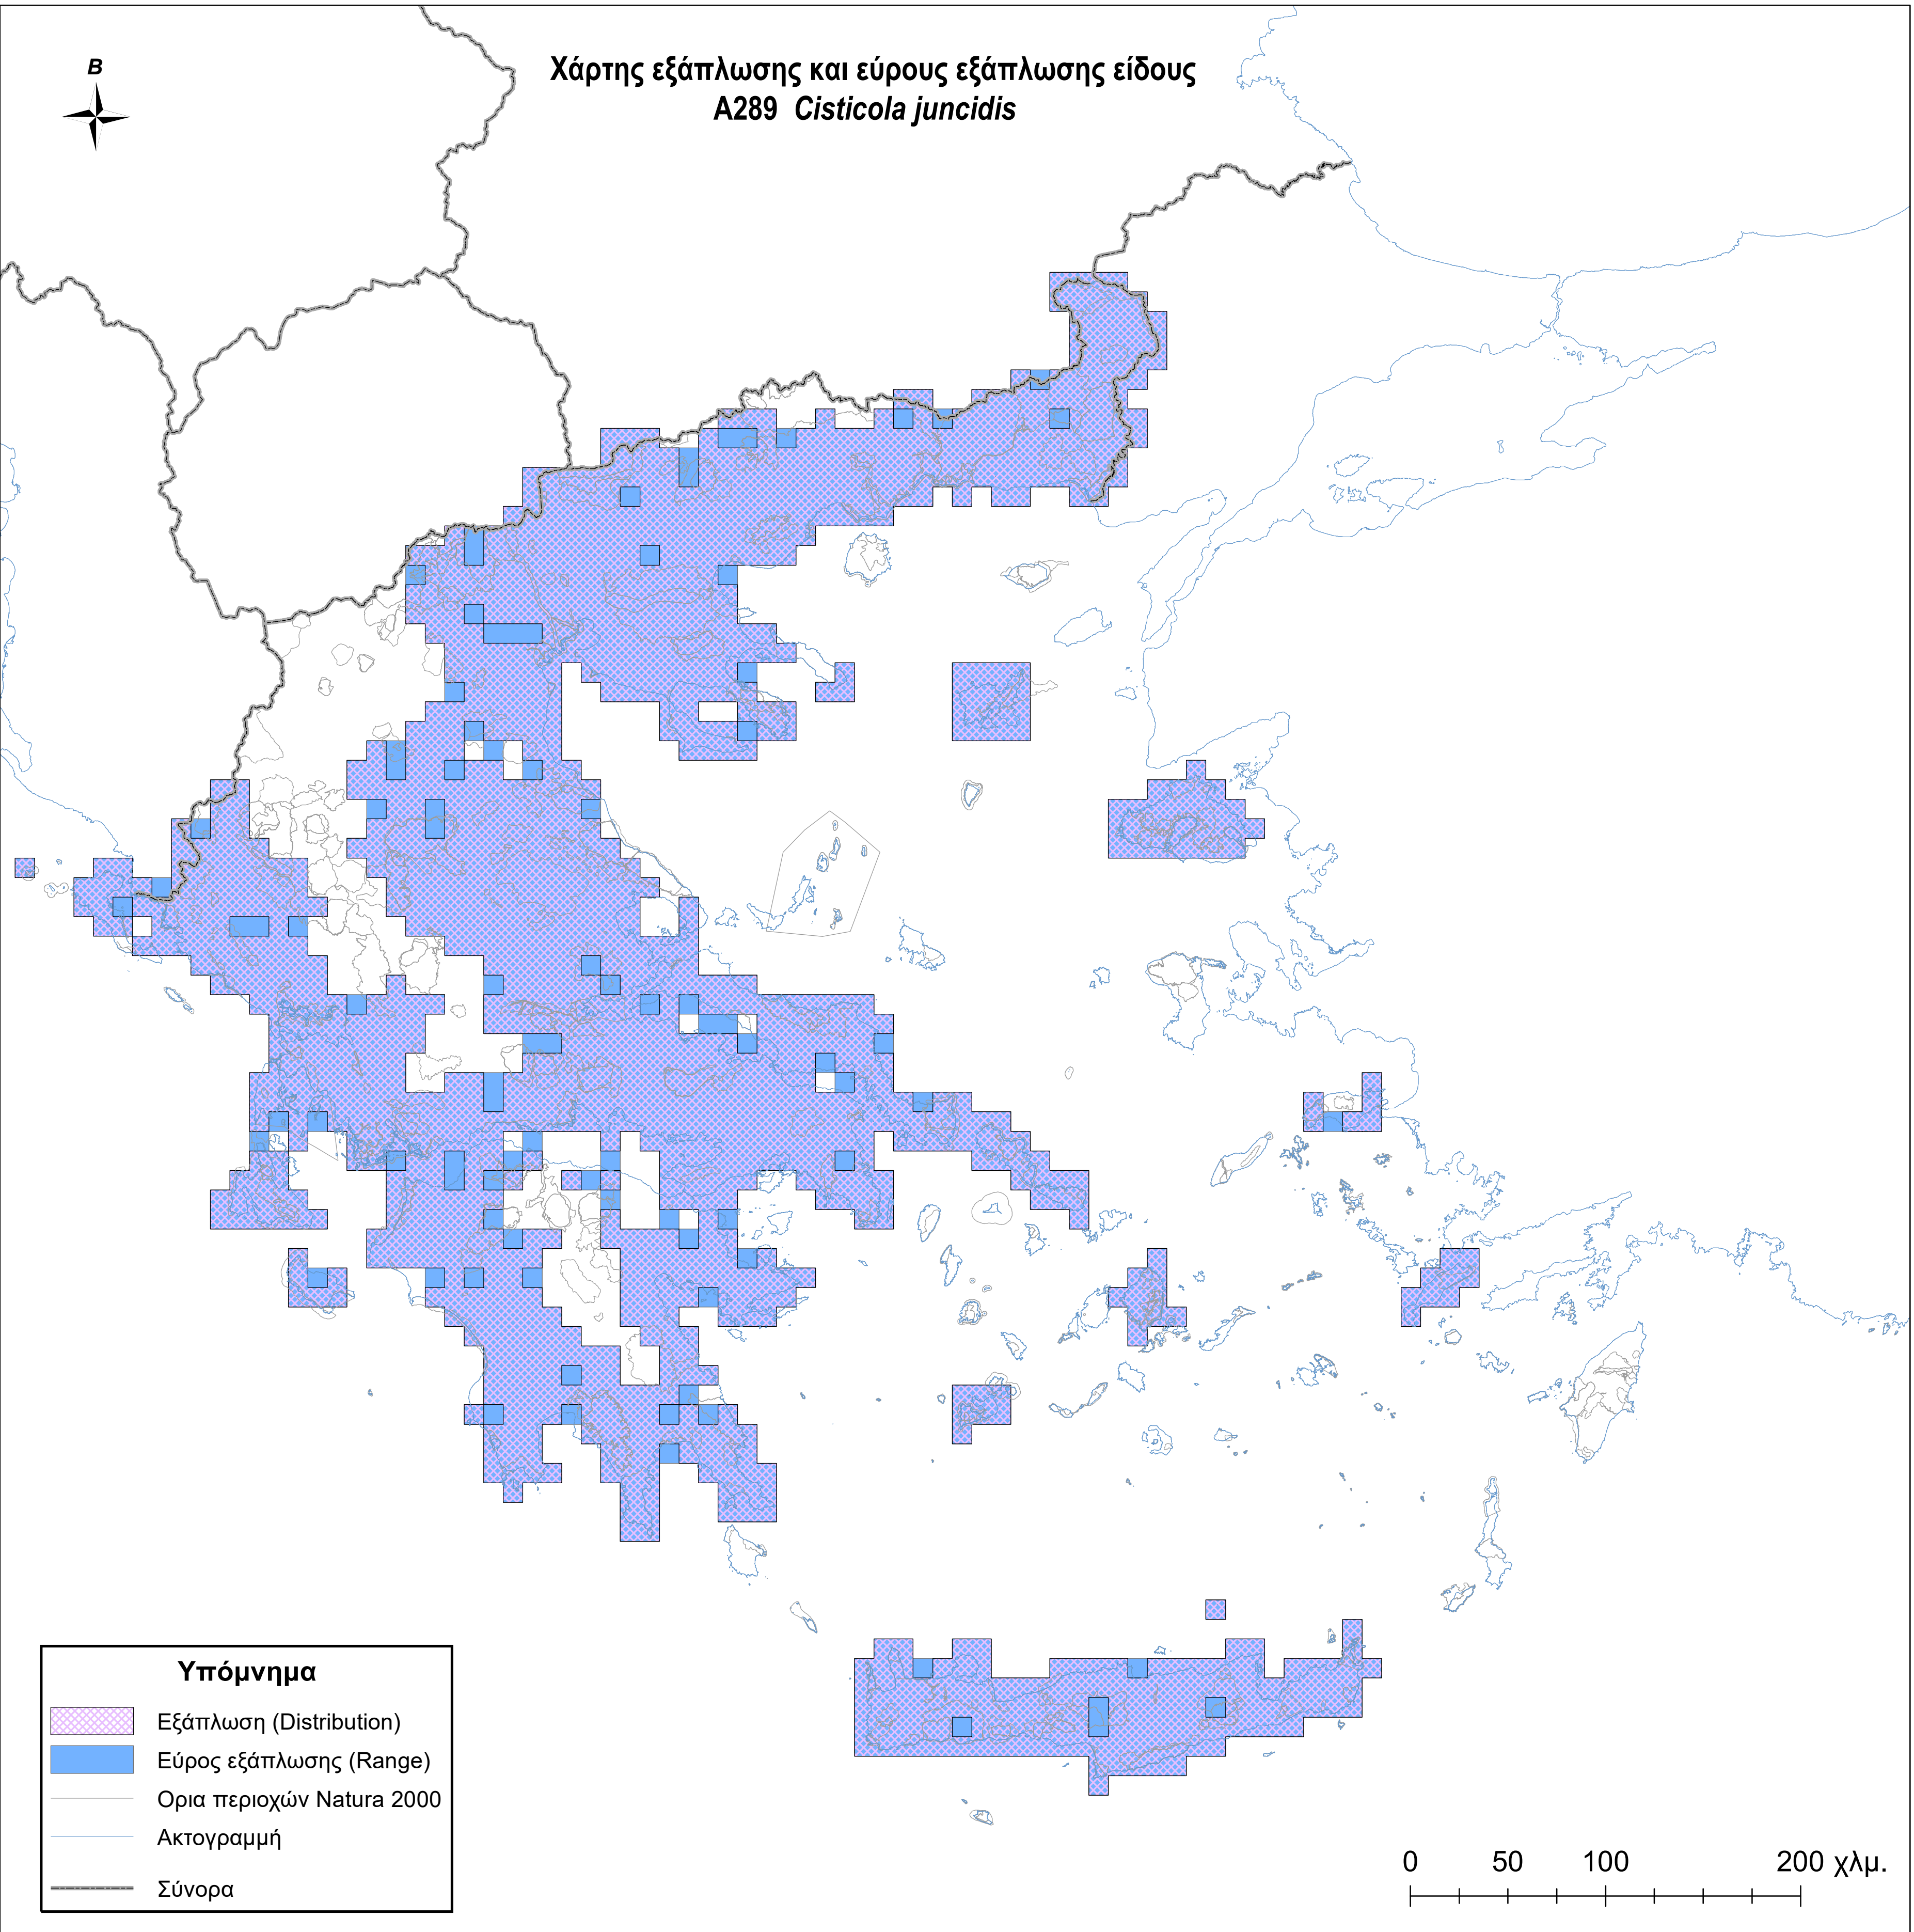 Χάρτης εξάπλωσης και εύρους εξάπλωσης είδους
A289 Cisticola juncidis
B
Υπόμνημα
Εξάπλωση (Distribution)
Εύρος εξάπλωσης (Range)
Ορια περιοχών Natura 2000
Ακτογραμμή
Σύνορα
0 50 100 200 χλμ.